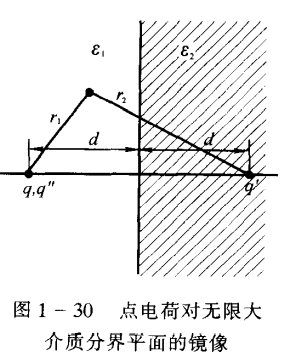 ε₁
ε₂
r₁
r₂
d
d
q,q″
q′
图 1-30 点电荷对无限大
介质分界平面的镜像